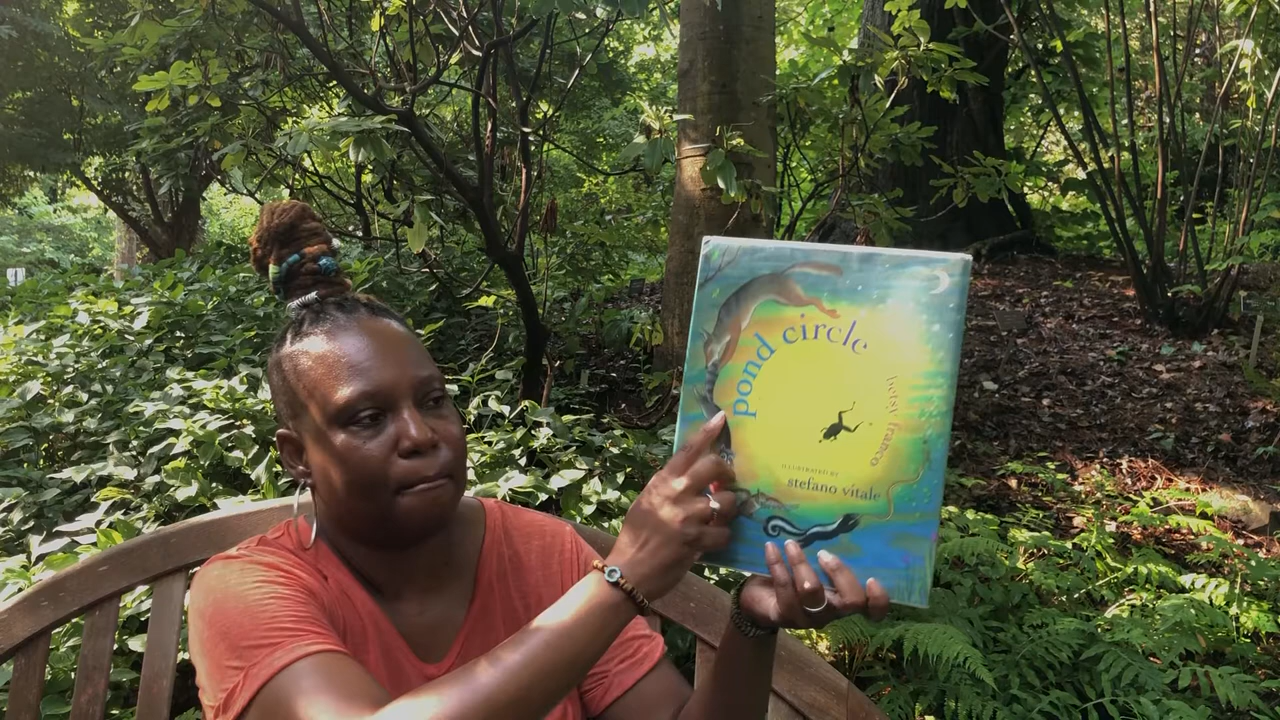 pond circle
betsy franco
ILLUSTRATED BY
stefano vitale